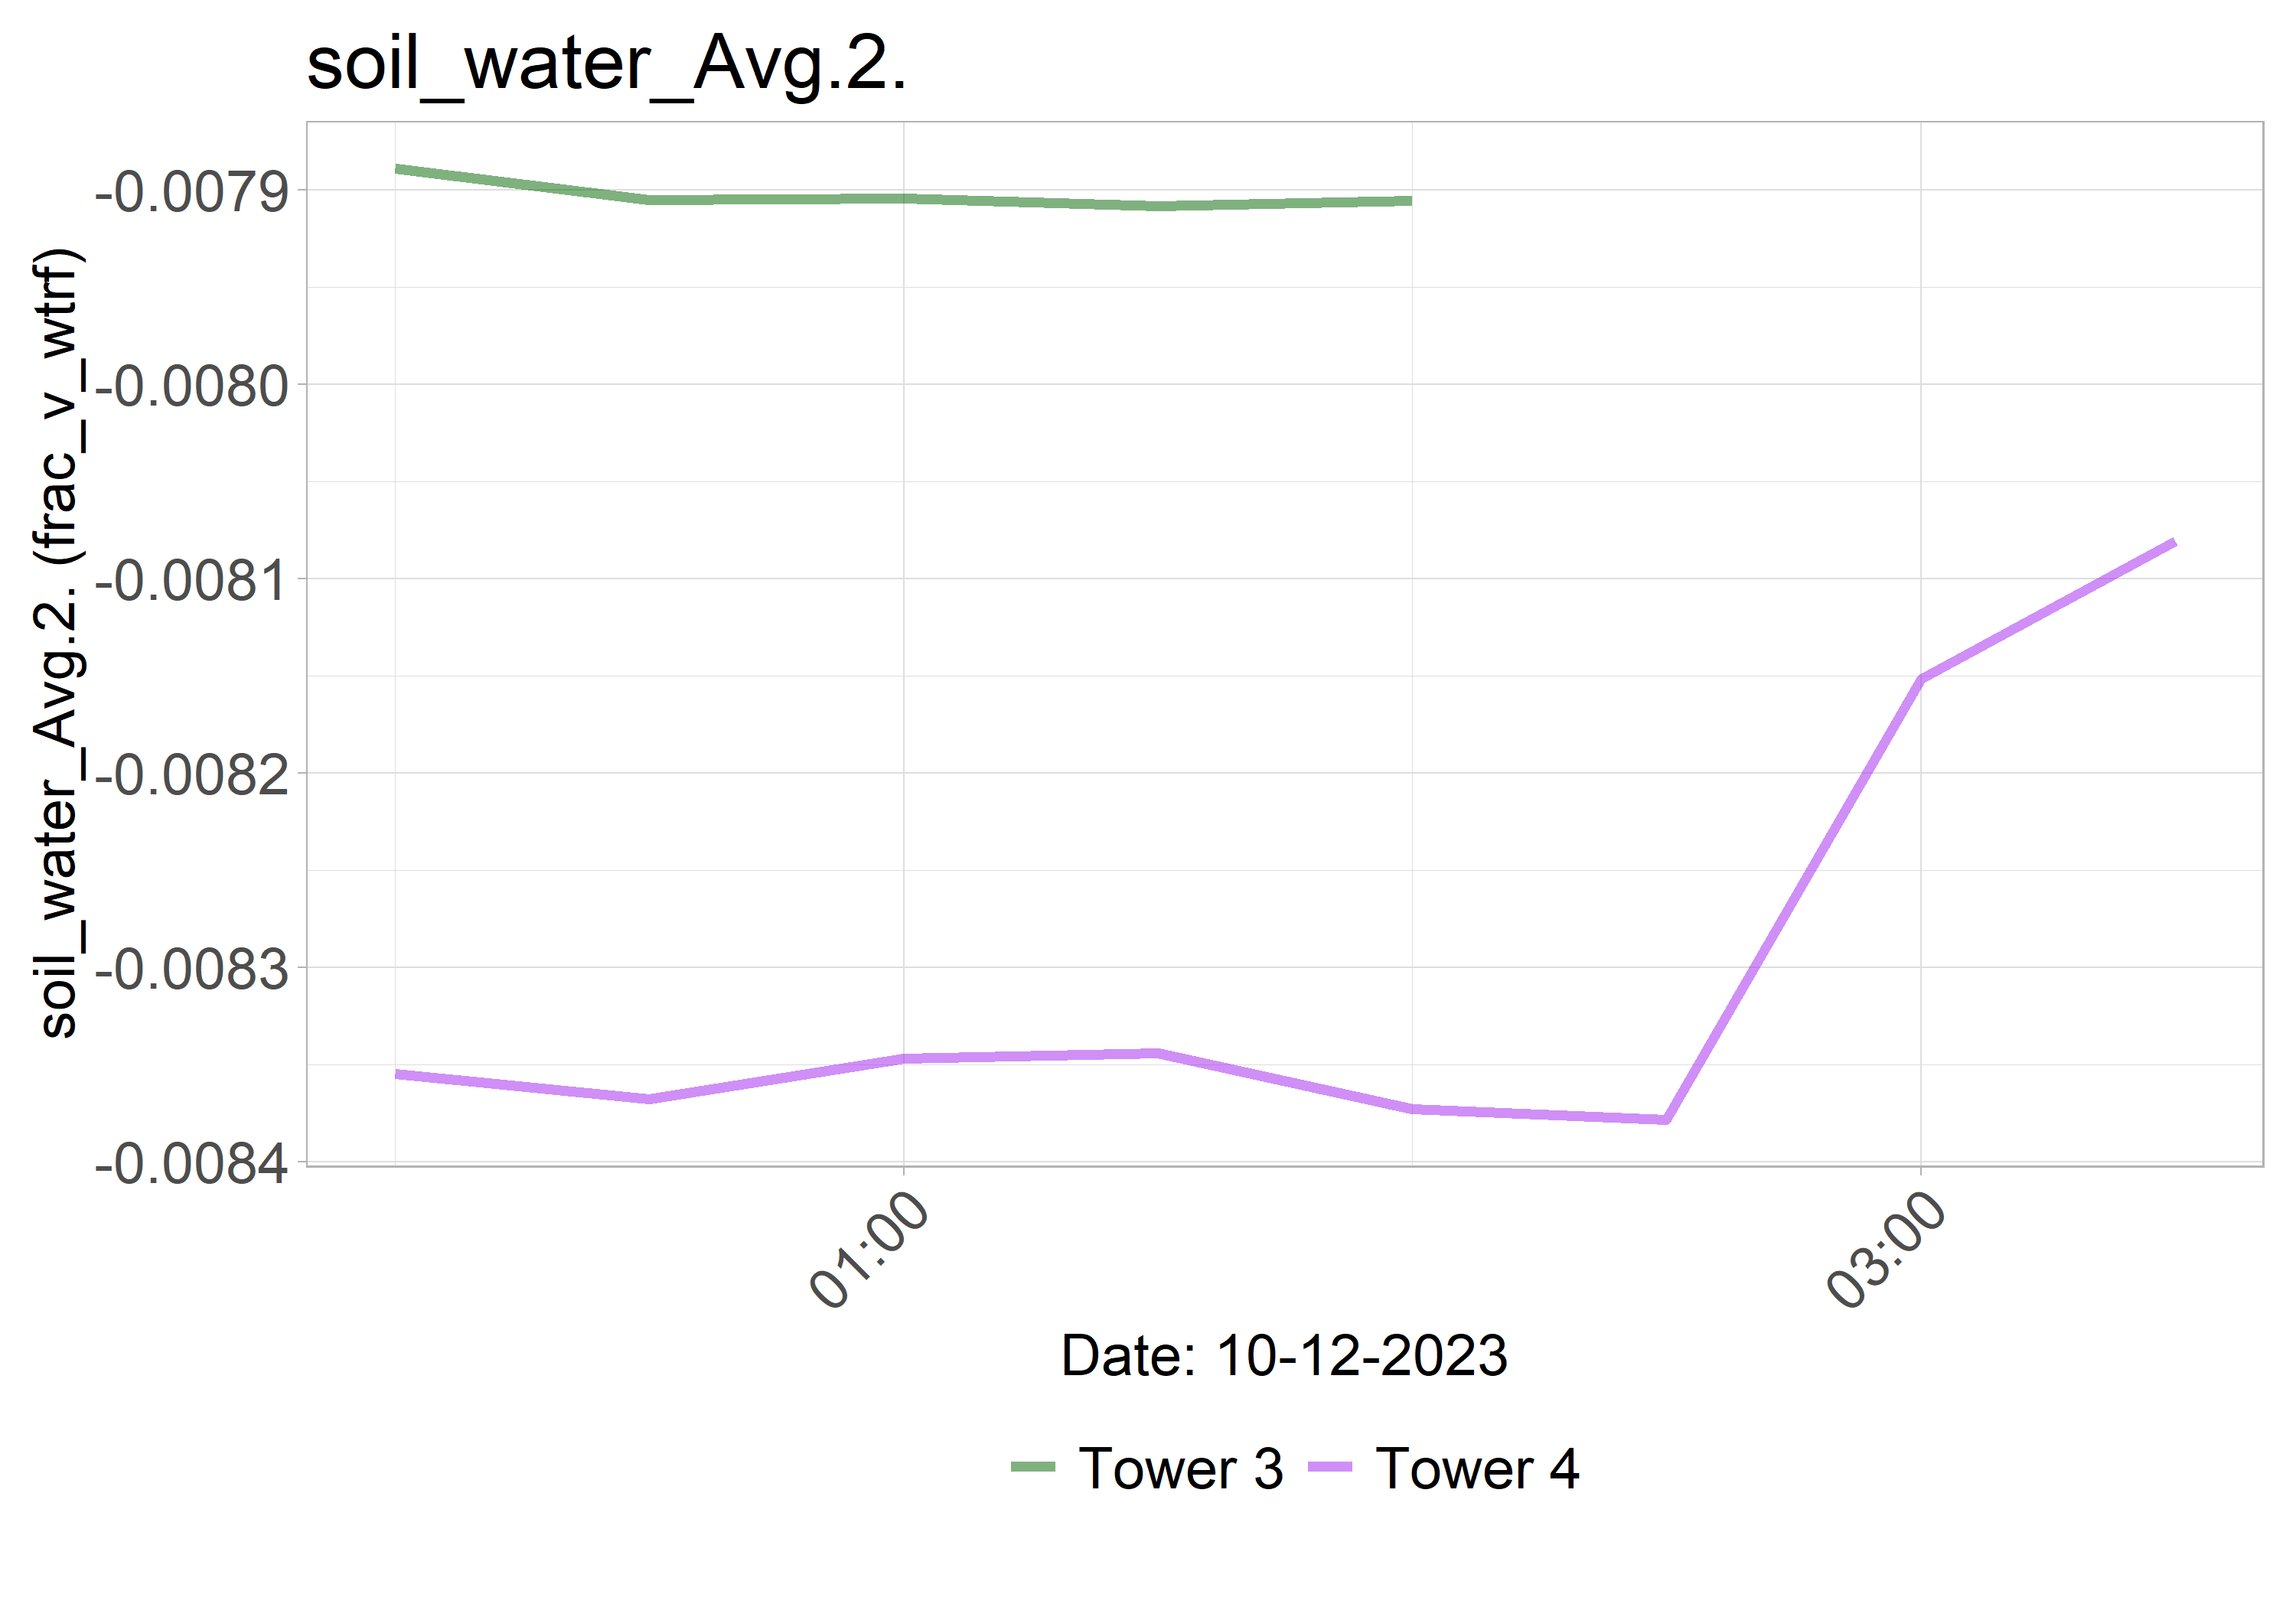 soil_water_Avg.2.
soil_water_Avg.2. (frac_v_wtrf)
-0.0079
-0.0080
-0.0081
-0.0082
-0.0083
-0.0084
01:00
03:00
Date: 10-12-2023
Tower 3
Tower 4